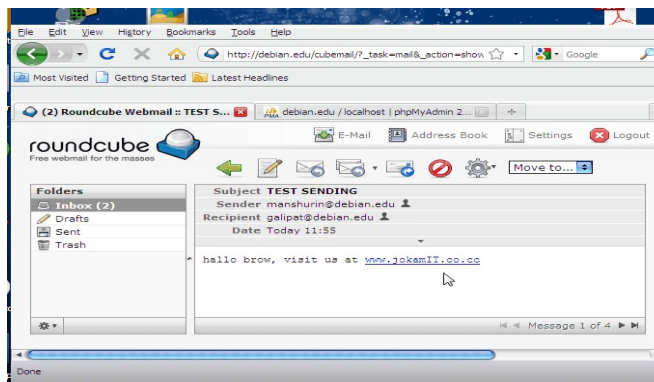 File Edit View History Bookmarks Tools Help
http://debian.edu/cubemail/?_task=mail&_action=show
Google
Most Visited Getting Started Latest Headlines
(2) Roundcube Webmail :: TEST S... debian.edu / localhost | phpMyAdmin 2...
roundcube
Free webmail for the masses
E-Mail Address Book Settings Logout
Move to...
Folders
Inbox (2)
Drafts
Sent
Trash
Subject TEST SENDING
Sender manshurin@debian.edu
Recipient galipat@debian.edu
Date Today 11:55
hallo brow, visit us at www.jokamIT.co.cc
Message 1 of 4
Done